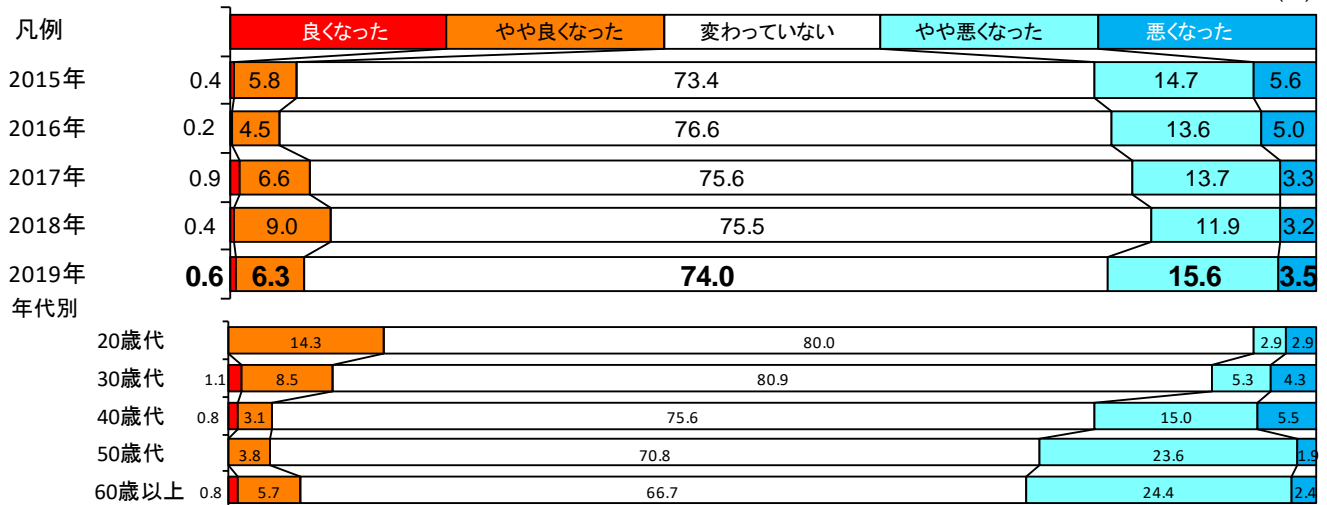 凡例 良くなった やや良くなった 変わっていない やや悪くなった 悪くなった
2015年 0.4 5.8 73.4 14.7 5.6
2016年 0.2 4.5 76.6 13.6 5.0
2017年 0.9 6.6 75.6 13.7 3.3
2018年 0.4 9.0 75.5 11.9 3.2
2019年 0.6 6.3 74.0 15.6 3.5
年代別
20歳代 14.3 80.0 2.9 2.9
30歳代 1.1 8.5 80.9 5.3 4.3
40歳代 0.8 3.1 75.6 15.0 5.5
50歳代 3.8 70.8 23.6 1.9
60歳以上 0.8 5.7 66.7 24.4 2.4